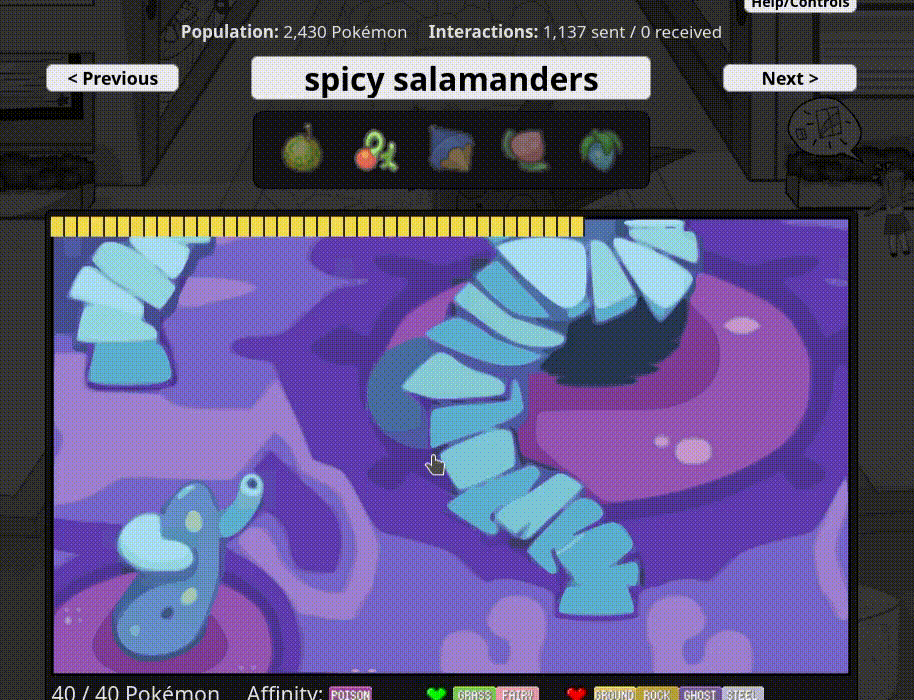 Help/Controls
Population: 2,430 Pokémon Interactions: 1,137 sent / 0 received
< Previous
spicy salamanders
Next >
40 / 40 Pokémon Affinity: POISON GRASS FAIRY GROUND ROCK GHOST STEEL